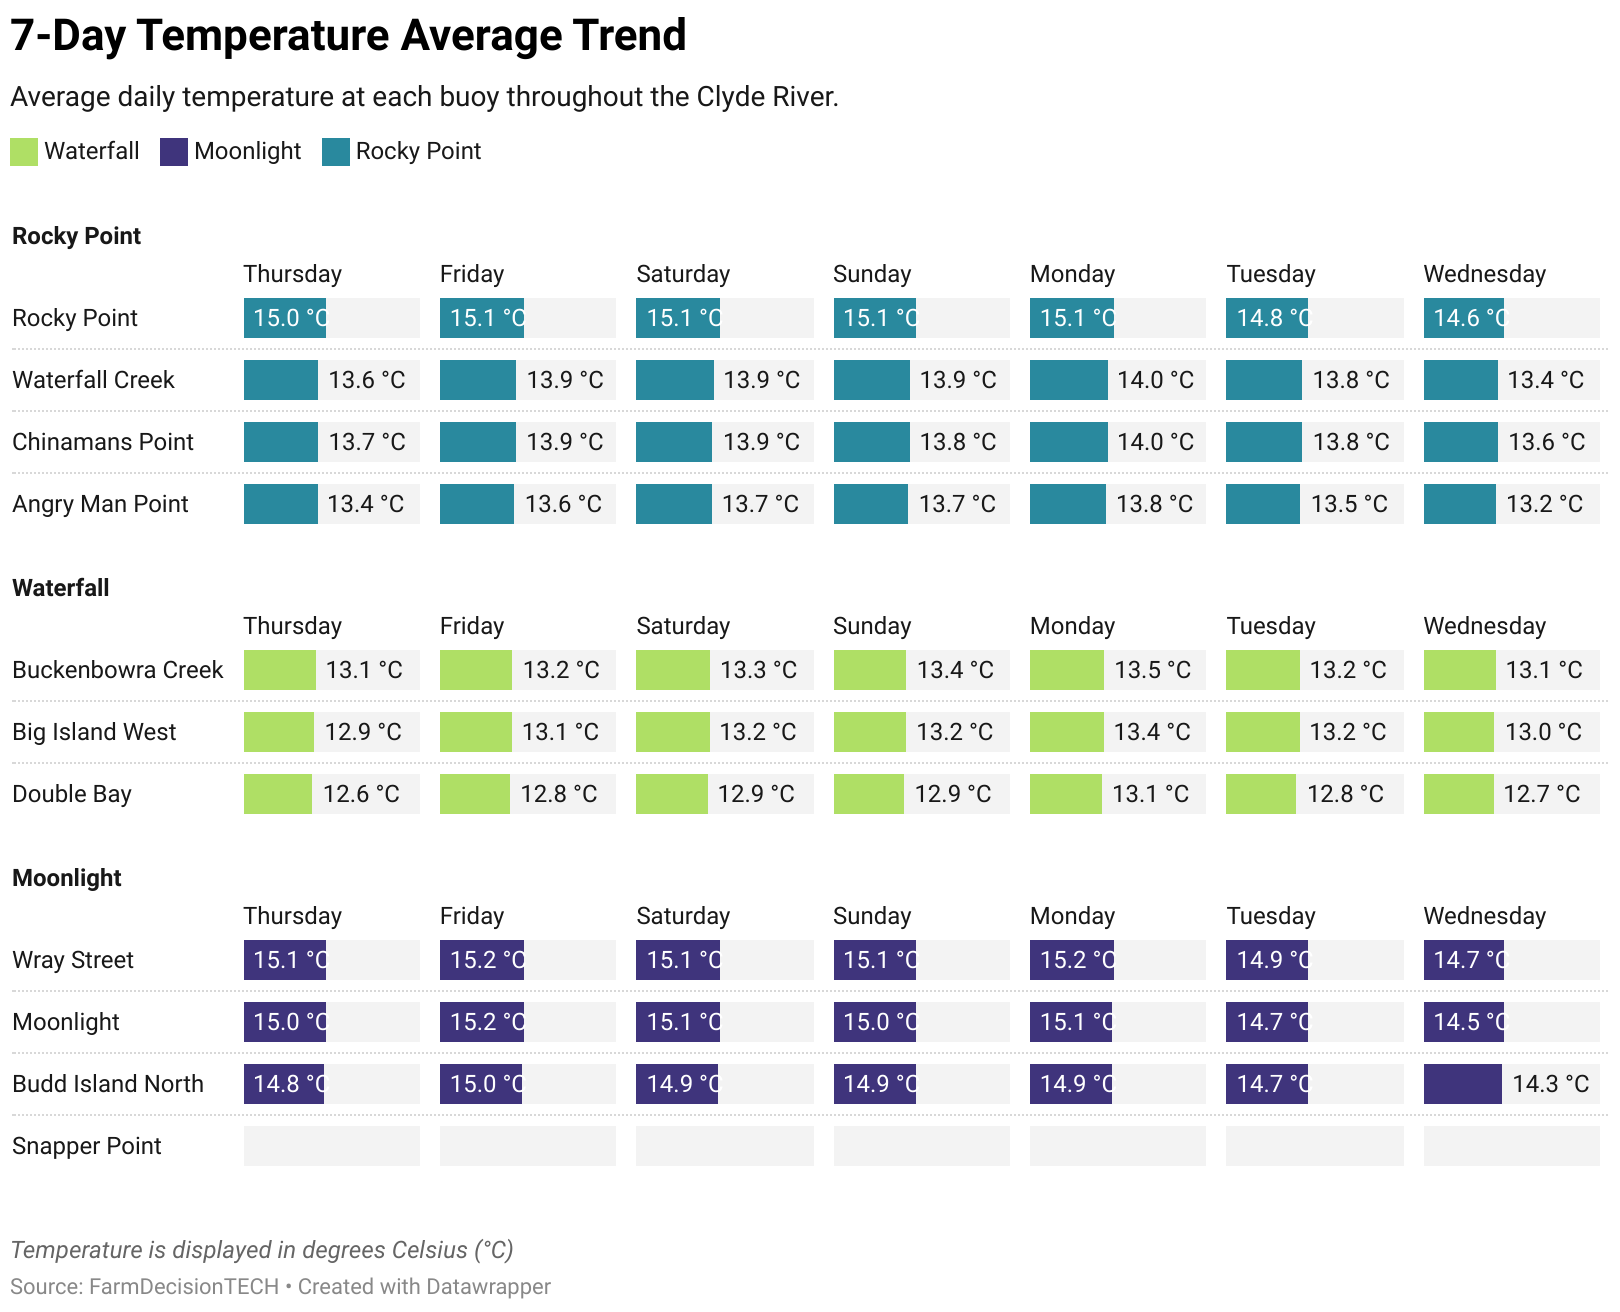 7-Day Temperature Average Trend
Average daily temperature at each buoy throughout the Clyde River.
Waterfall Moonlight Rocky Point
Rocky Point
Thursday Friday Saturday Sunday Monday Tuesday Wednesday
Rocky Point 15.0 °C 15.1 °C 15.1 °C 15.1 °C 15.1 °C 14.8 °C 14.6 °C
Waterfall Creek 13.6 °C 13.9 °C 13.9 °C 13.9 °C 14.0 °C 13.8 °C 13.4 °C
Chinamans Point 13.7 °C 13.9 °C 13.9 °C 13.8 °C 14.0 °C 13.8 °C 13.6 °C
Angry Man Point 13.4 °C 13.6 °C 13.7 °C 13.7 °C 13.8 °C 13.5 °C 13.2 °C
Waterfall
Thursday Friday Saturday Sunday Monday Tuesday Wednesday
Buckenbowra Creek 13.1 °C 13.2 °C 13.3 °C 13.4 °C 13.5 °C 13.2 °C 13.1 °C
Big Island West 12.9 °C 13.1 °C 13.2 °C 13.2 °C 13.4 °C 13.2 °C 13.0 °C
Double Bay 12.6 °C 12.8 °C 12.9 °C 12.9 °C 13.1 °C 12.8 °C 12.7 °C
Moonlight
Thursday Friday Saturday Sunday Monday Tuesday Wednesday
Wray Street 15.1 °C 15.2 °C 15.1 °C 15.1 °C 15.2 °C 14.9 °C 14.7 °C
Moonlight 15.0 °C 15.2 °C 15.1 °C 15.0 °C 15.1 °C 14.7 °C 14.5 °C
Budd Island North 14.8 °C 15.0 °C 14.9 °C 14.9 °C 14.9 °C 14.7 °C 14.3 °C
Snapper Point
Temperature is displayed in degrees Celsius (°C)
Source: FarmDecisionTECH • Created with Datawrapper